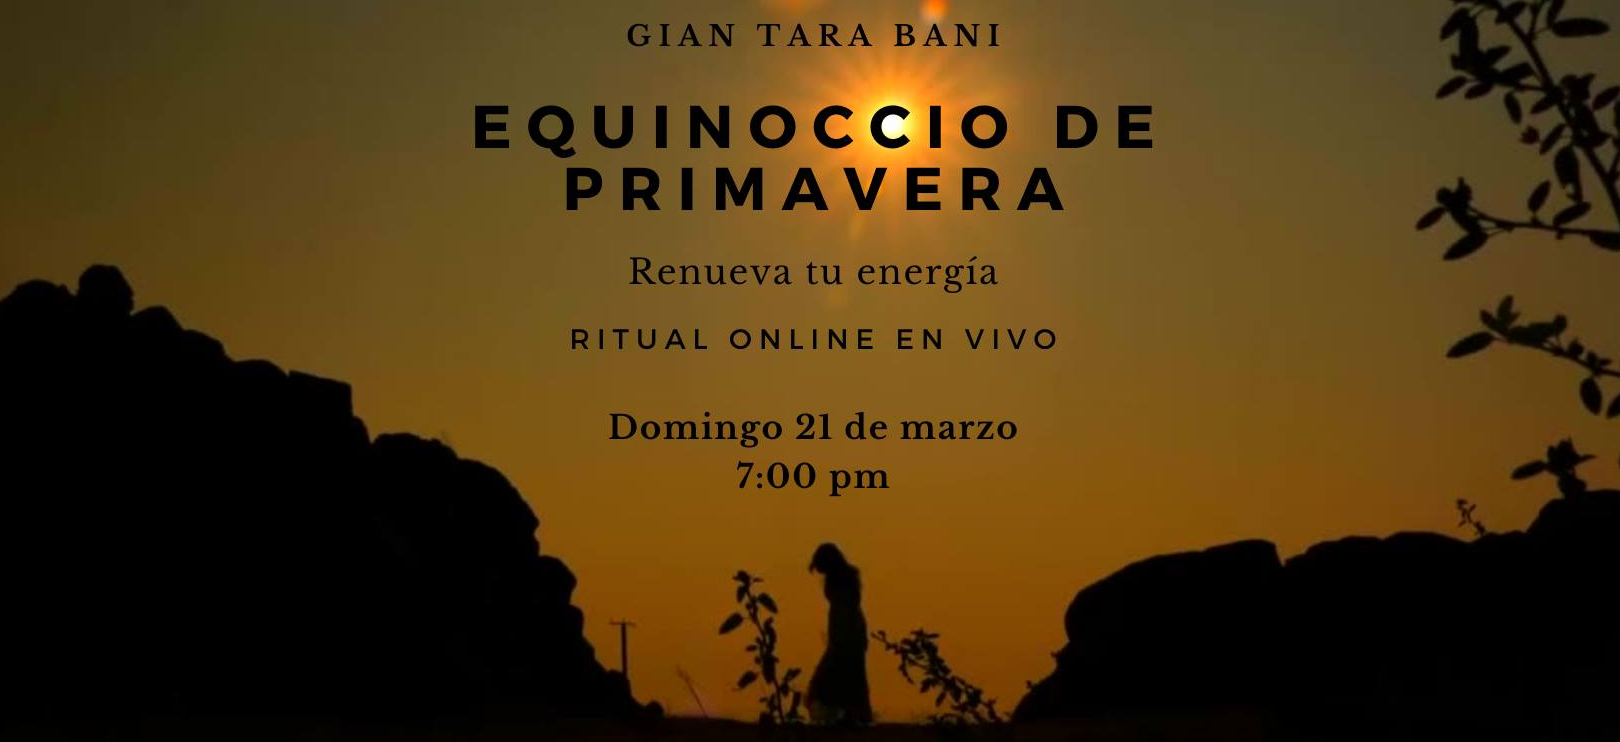 GIAN TARA BANI
EQUINOCCIO DE
PRIMAVERA
Renueva tu energía
RITUAL ONLINE EN VIVO
Domingo 21 de marzo
7:00 pm